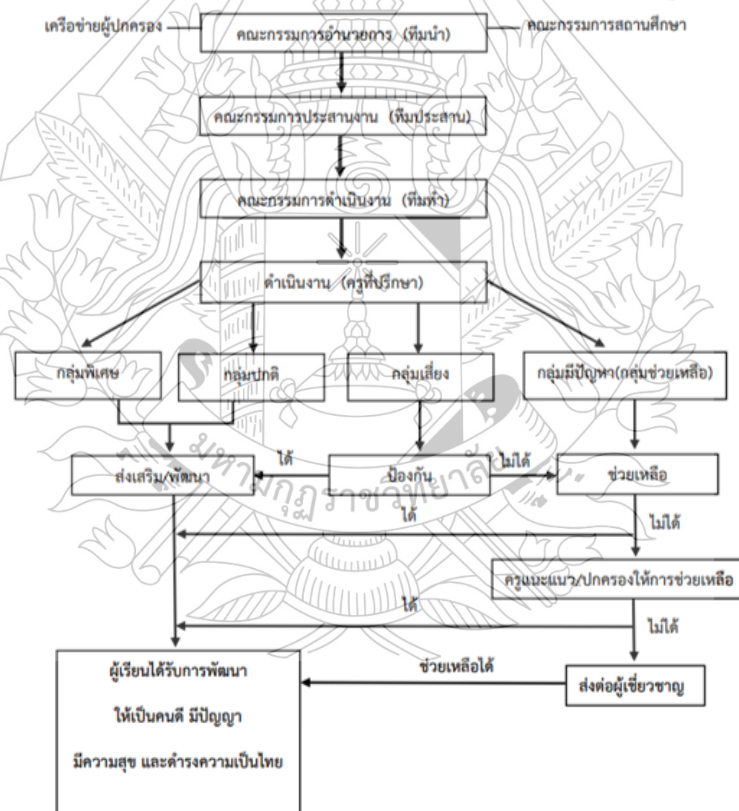 เครือข่ายผู้ปกครอง
คณะกรรมการอำนวยการ (ทีมนำ)
คณะกรรมการสถานศึกษา
คณะกรรมการประสานงาน (ทีมประสาน)
คณะกรรมการดำเนินงาน (ทีมทำ)
ดำเนินงาน (ครูที่ปรึกษา)
กลุ่มพิเศษ
กลุ่มปกติ
กลุ่มเสี่ยง
กลุ่มมีปัญหา(กลุ่มช่วยเหลือ)
ส่งเสริม/พัฒนา
ได้
ป้องกัน
ไม่ได้
ช่วยเหลือ
มหามกุฏราชวิทยาลัย
ได้
ไม่ได้
ครูแนะแนว/ปกครองให้การช่วยเหลือ
ได้
ไม่ได้
ผู้เรียนได้รับการพัฒนา
ให้เป็นคนดี มีปัญญา
มีความสุข และดำรงความเป็นไทย
ช่วยเหลือได้
ส่งต่อผู้เชี่ยวชาญ